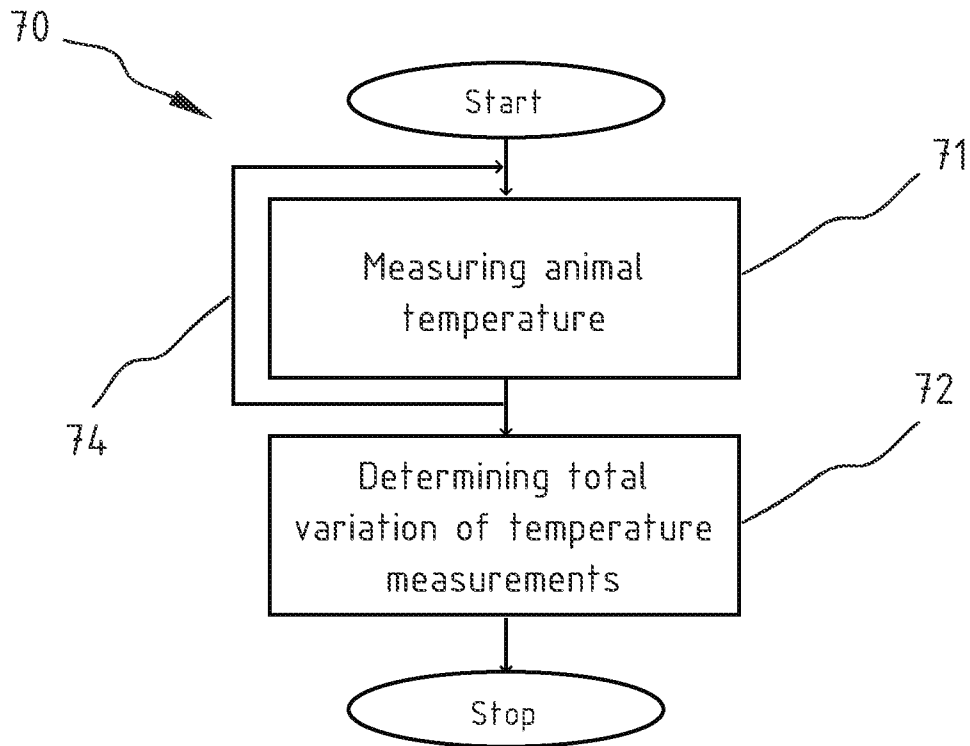 70
Start
71
Measuring animal
temperature
74
72
Determining total
variation of temperature
measurements
Stop